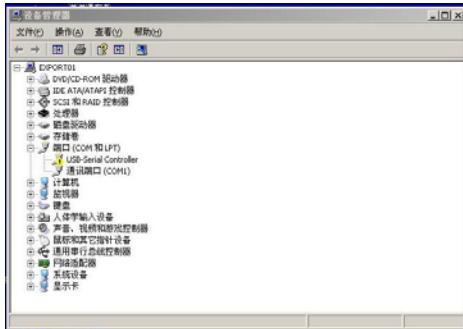 设备管理器
文件(F) 操作(A) 查看(V) 帮助(H)
EXPORT01
DVD/CD-ROM 驱动器
IDE ATA/ATAPI 控制器
SCSI 和 RAID 控制器
处理器
磁盘驱动器
存储卷
端口 (COM 和 LPT)
USB-Serial Controller
通讯端口 (COM1)
计算机
监视器
键盘
人体学输入设备
声音、视频和游戏控制器
鼠标和其它指针设备
通用串行总线控制器
网络适配器
系统设备
显示卡